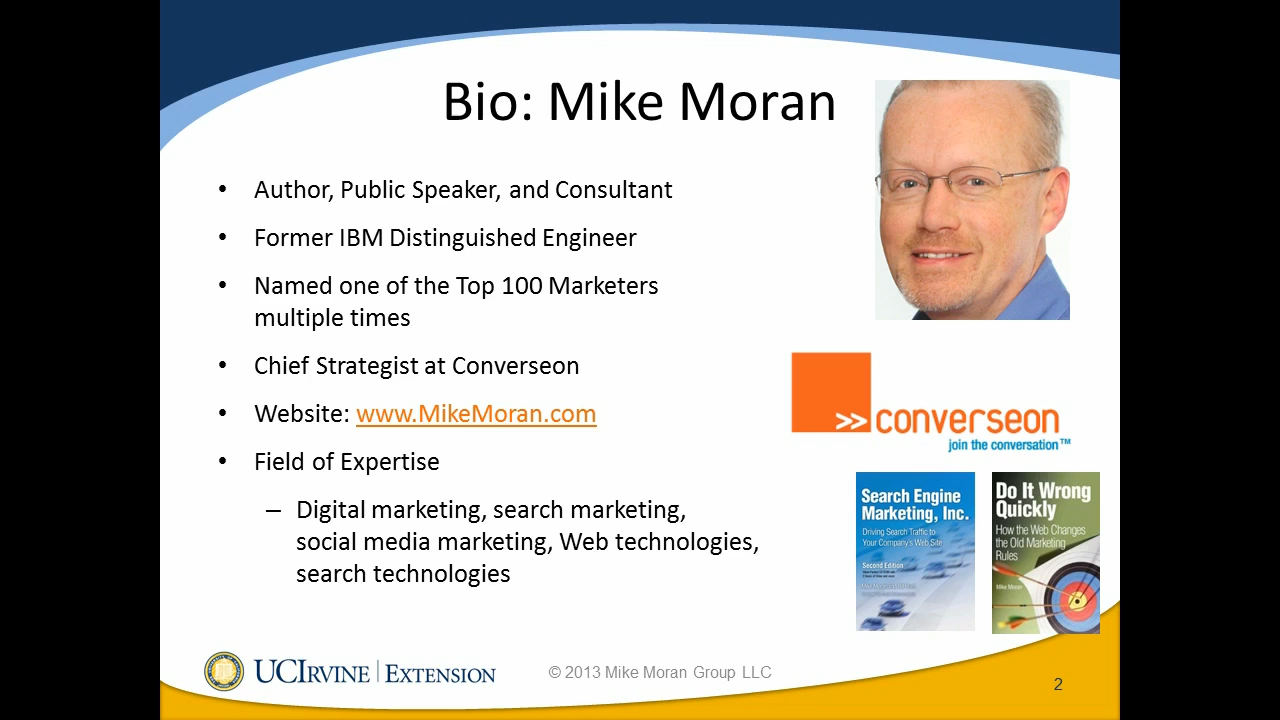 Bio: Mike Moran
• Author, Public Speaker, and Consultant
• Former IBM Distinguished Engineer
• Named one of the Top 100 Marketers
multiple times
• Chief Strategist at Converseon
• Website: www.MikeMoran.com
• Field of Expertise
– Digital marketing, search marketing,
social media marketing, Web technologies,
search technologies
>> converseon
join the conversation™
Search Engine
Marketing, Inc.
Driving Search Traffic to
Your Company's Web Site
Second Edition
Do It Wrong
Quickly
How the Web Changes
the Old Marketing
Rules
Mike Moran
UCIRVINE | EXTENSION
© 2013 Mike Moran Group LLC
2